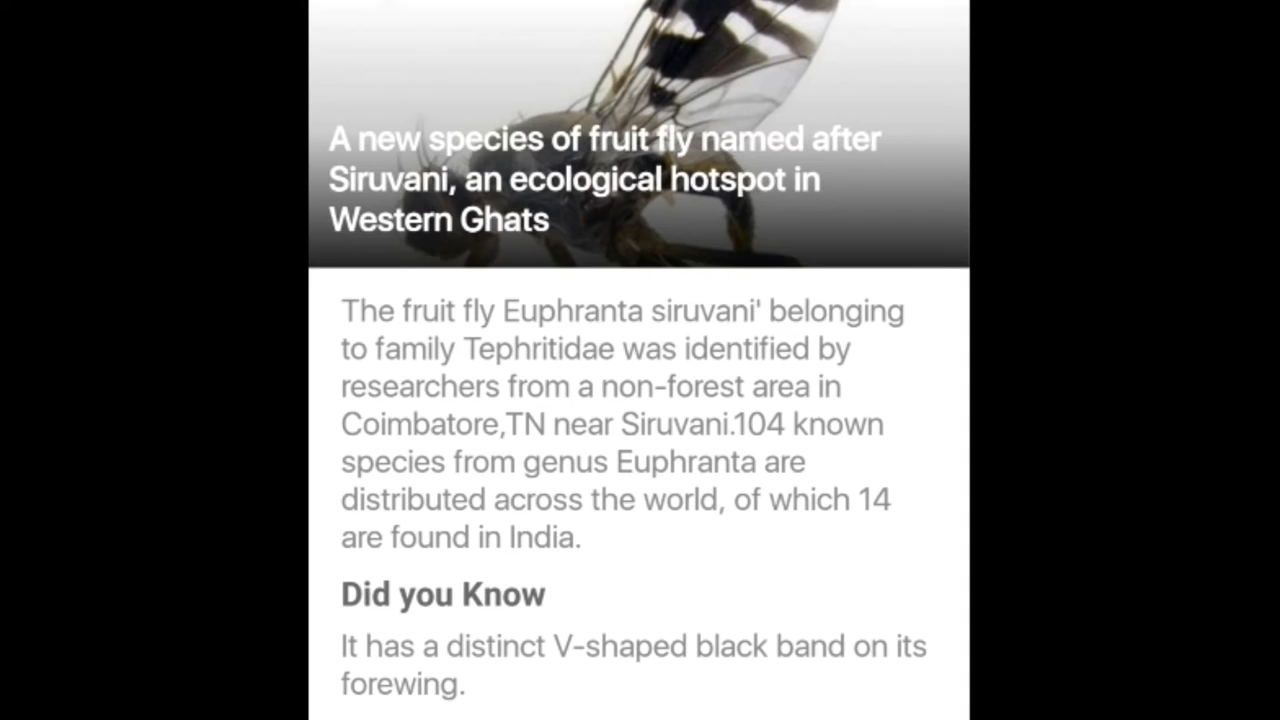 A new species of fruit fly named after
Siruvani, an ecological hotspot in
Western Ghats
The fruit fly Euphranta siruvani' belonging
to family Tephritidae was identified by
researchers from a non-forest area in
Coimbatore,TN near Siruvani.104 known
species from genus Euphranta are
distributed across the world, of which 14
are found in India.
Did you Know
It has a distinct V-shaped black band on its
forewing.